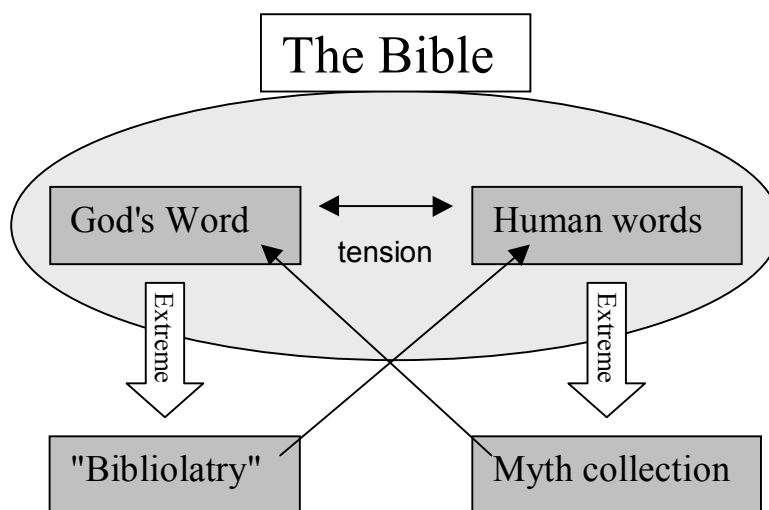 The Bible
God's Word
Human words
tension
Extreme
Extreme
"Bibliolatry"
Myth collection